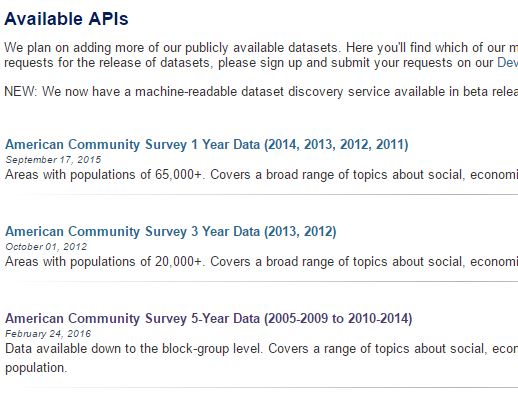 Available APIs
We plan on adding more of our publicly available datasets. Here you'll find which of our
requests for the release of datasets, please sign up and submit your requests on our
NEW: We now have a machine-readable dataset discovery service available in beta
American Community Survey 1 Year Data (2014, 2013, 2012, 2011)
September 17, 2015
Areas with populations of 65,000+. Covers a broad range of topics about social,
American Community Survey 3 Year Data (2013, 2012)
October 01, 2012
Areas with populations of 20,000+. Covers a broad range of topics about social,
American Community Survey 5-Year Data (2005-2009 to 2010-2014)
February 24, 2016
Data available down to the block-group level. Covers a range of topics about social,
population.